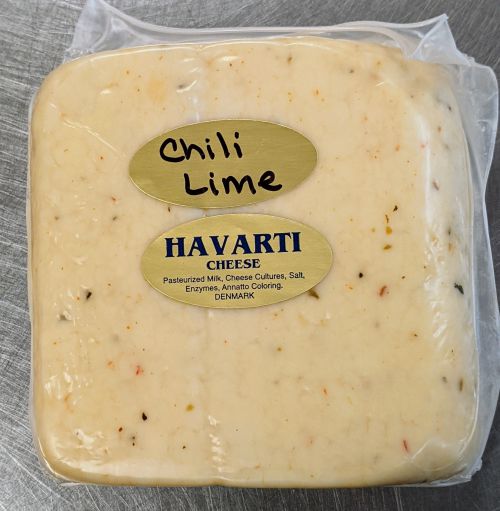 Chili
Lime
HAVARTI
CHEESE
Pasteurized Milk, Cheese Cultures, Salt,
Enzymes, Annatto Coloring.
DENMARK